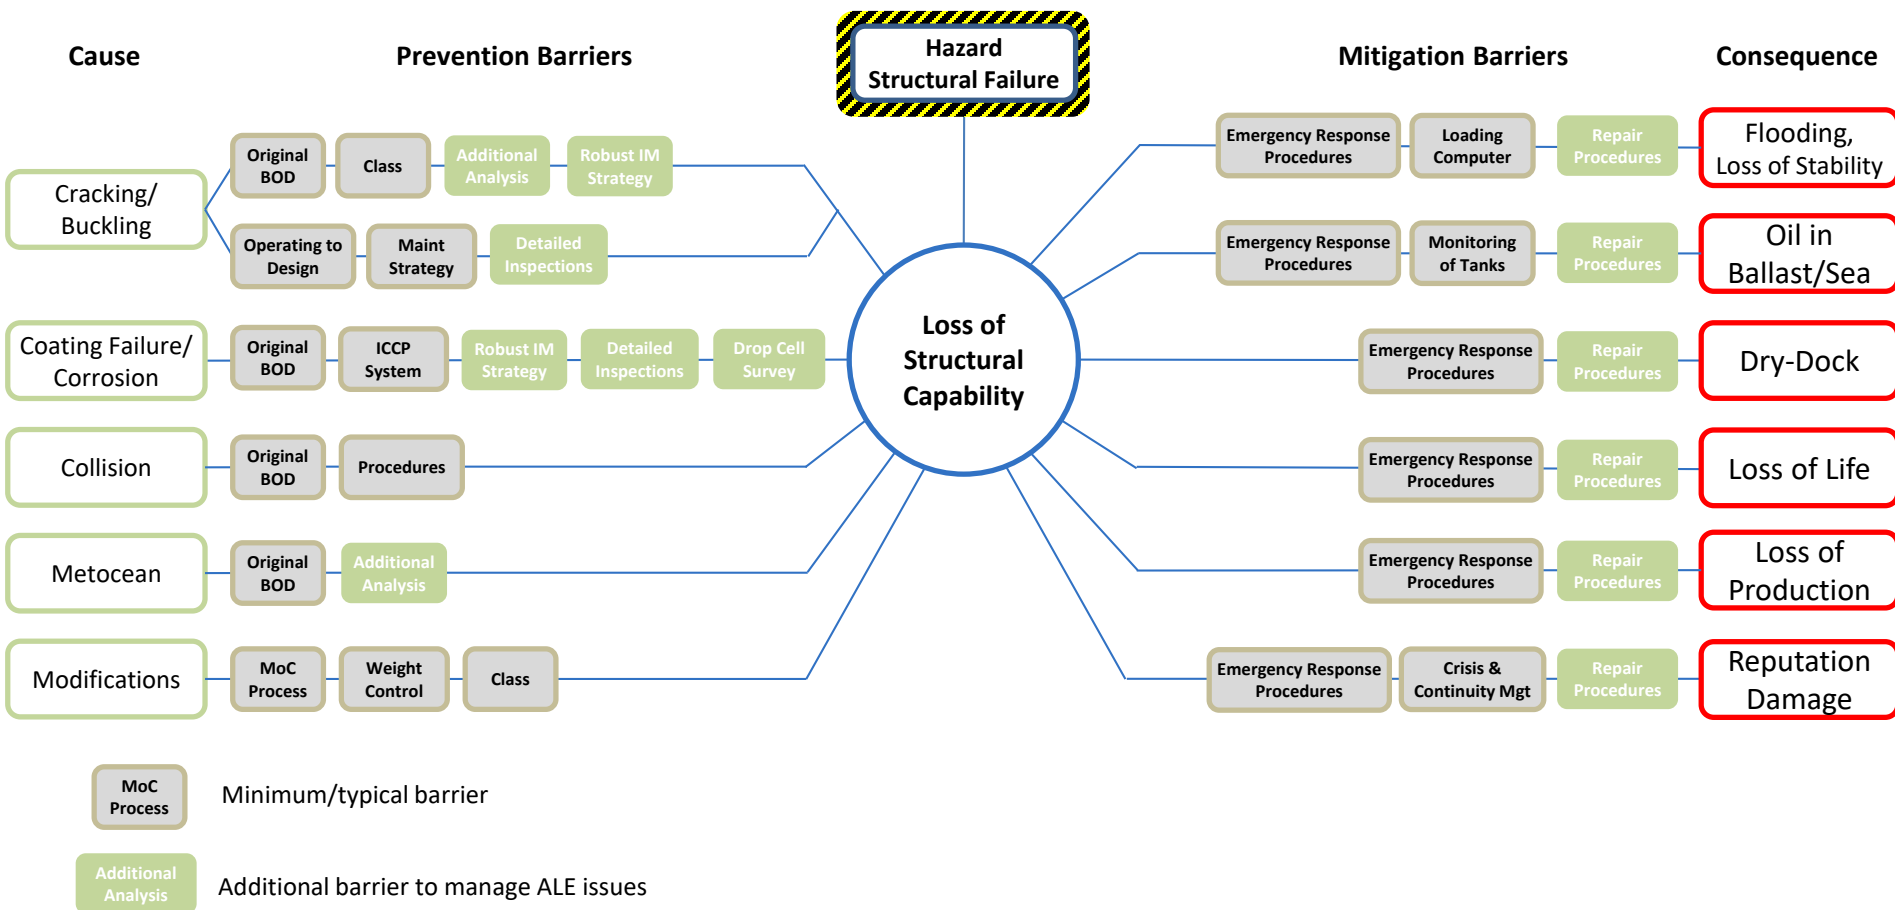 Cause
Prevention Barriers
Hazard
Structural Failure
Mitigation Barriers
Consequence
Cracking/
Buckling
Original
BOD
Class
Additional
Analysis
Robust IM
Strategy
Operating to
Design
Maint
Strategy
Detailed
Inspections
Coating Failure/
Corrosion
Original
BOD
ICCP
System
Robust IM
Strategy
Detailed
Inspections
Drop Cell
Survey
Collision
Original
BOD
Procedures
Metocean
Original
BOD
Additional
Analysis
Modifications
MoC
Process
Weight
Control
Class
Loss of
Structural
Capability
Emergency Response
Procedures
Loading
Computer
Repair
Procedures
Flooding,
Loss of Stability
Emergency Response
Procedures
Monitoring
of Tanks
Repair
Procedures
Oil in
Ballast/Sea
Emergency Response
Procedures
Repair
Procedures
Dry-Dock
Emergency Response
Procedures
Repair
Procedures
Loss of Life
Emergency Response
Procedures
Repair
Procedures
Loss of
Production
Emergency Response
Procedures
Crisis &
Continuity Mgt
Repair
Procedures
Reputation
Damage
MoC
Process
Minimum/typical barrier
Additional
Analysis
Additional barrier to manage ALE issues